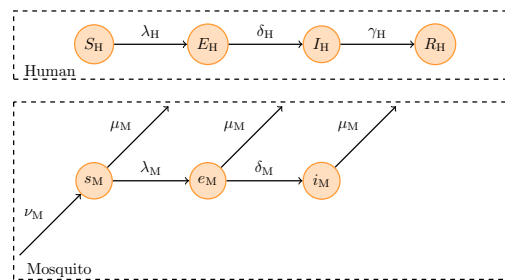 λ_H δ_H γ_H
S_H E_H I_H R_H
Human
μ_M μ_M μ_M
λ_M δ_M
s_M e_M i_M
ν_M
Mosquito